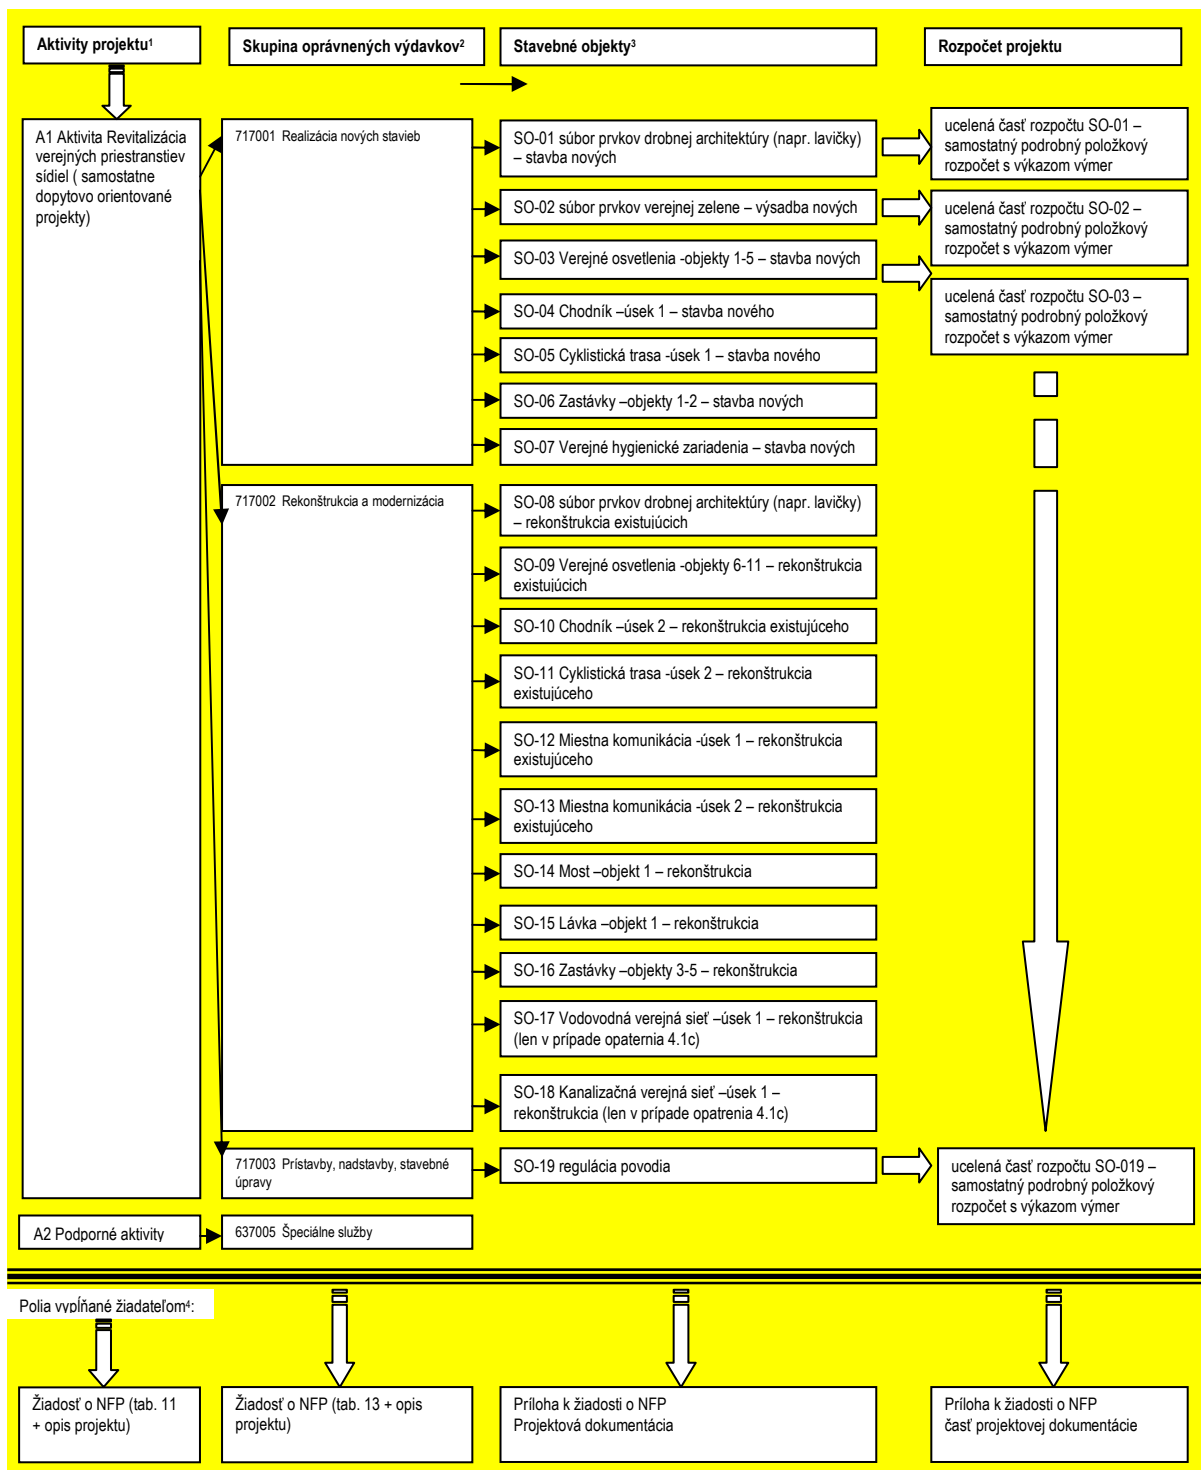 Aktivity projektu¹
Skupina oprávnených výdavkov²
Stavebné objekty³
Rozpočet projektu
A1 Aktivita Revitalizácia
verejných priestranstiev
sídiel ( samostatne
dopytovo orientované
projekty)
717001  Realizácia nových stavieb
SO-01 súbor prvkov drobnej architektúry (napr. lavičky)
– stavba nových
SO-02 súbor prvkov verejnej zelene – výsadba nových
SO-03 Verejné osvetlenia -objekty 1-5 – stavba nových
SO-04 Chodník –úsek 1 – stavba nového
SO-05 Cyklistická trasa -úsek 1 – stavba nového
SO-06 Zastávky –objekty 1-2 – stavba nových
SO-07 Verejné hygienické zariadenia – stavba nových
ucelená časť rozpočtu SO-01 –
samostatný podrobný položkový
rozpočet s výkazom výmer
ucelená časť rozpočtu SO-02 –
samostatný podrobný položkový
rozpočet s výkazom výmer
ucelená časť rozpočtu SO-03 –
samostatný podrobný položkový
rozpočet s výkazom výmer
717002  Rekonštrukcia a modernizácia
SO-08 súbor prvkov drobnej architektúry (napr. lavičky)
– rekonštrukcia existujúcich
SO-09 Verejné osvetlenia -objekty 6-11 – rekonštrukcia
existujúcich
SO-10 Chodník –úsek 2 – rekonštrukcia existujúceho
SO-11 Cyklistická trasa -úsek 2 – rekonštrukcia
existujúceho
SO-12 Miestna komunikácia -úsek 1 – rekonštrukcia
existujúceho
SO-13 Miestna komunikácia -úsek 2 – rekonštrukcia
existujúceho
SO-14 Most –objekt 1 – rekonštrukcia
SO-15 Lávka –objekt 1 – rekonštrukcia
SO-16 Zastávky –objekty 3-5 – rekonštrukcia
SO-17 Vodovodná verejná sieť –úsek 1 – rekonštrukcia
(len v prípade opaternia 4.1c)
SO-18 Kanalizačná verejná sieť –úsek 1 –
rekonštrukcia (len v prípade opatrenia 4.1c)
717003  Prístavby, nadstavby, stavebné
úpravy
SO-19 regulácia povodia
ucelená časť rozpočtu SO-019 –
samostatný podrobný položkový
rozpočet s výkazom výmer
A2 Podporné aktivity
637005  Špeciálne služby
Polia vypĺňané žiadateľom⁴:
Žiadosť o NFP (tab. 11
+ opis projektu)
Žiadosť o NFP (tab. 13 + opis
projektu)
Príloha k žiadosti o NFP
Projektová dokumentácia
Príloha k žiadosti o NFP
časť projektovej dokumentácie